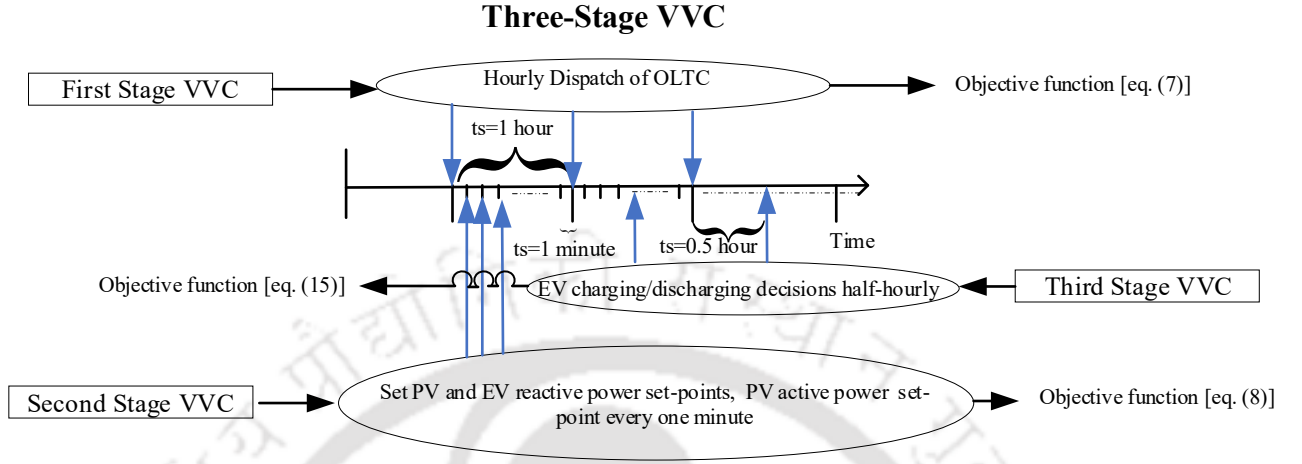 Three-Stage VVC
First Stage VVC
Hourly Dispatch of OLTC
Objective function [eq. (7)]
ts=1 hour
ts=1 minute
ts=0.5 hour
Time
Objective function [eq. (15)]
EV charging/discharging decisions half-hourly
Third Stage VVC
Second Stage VVC
Set PV and EV reactive power set-points, PV active power set-
point every one minute
Objective function [eq. (8)]